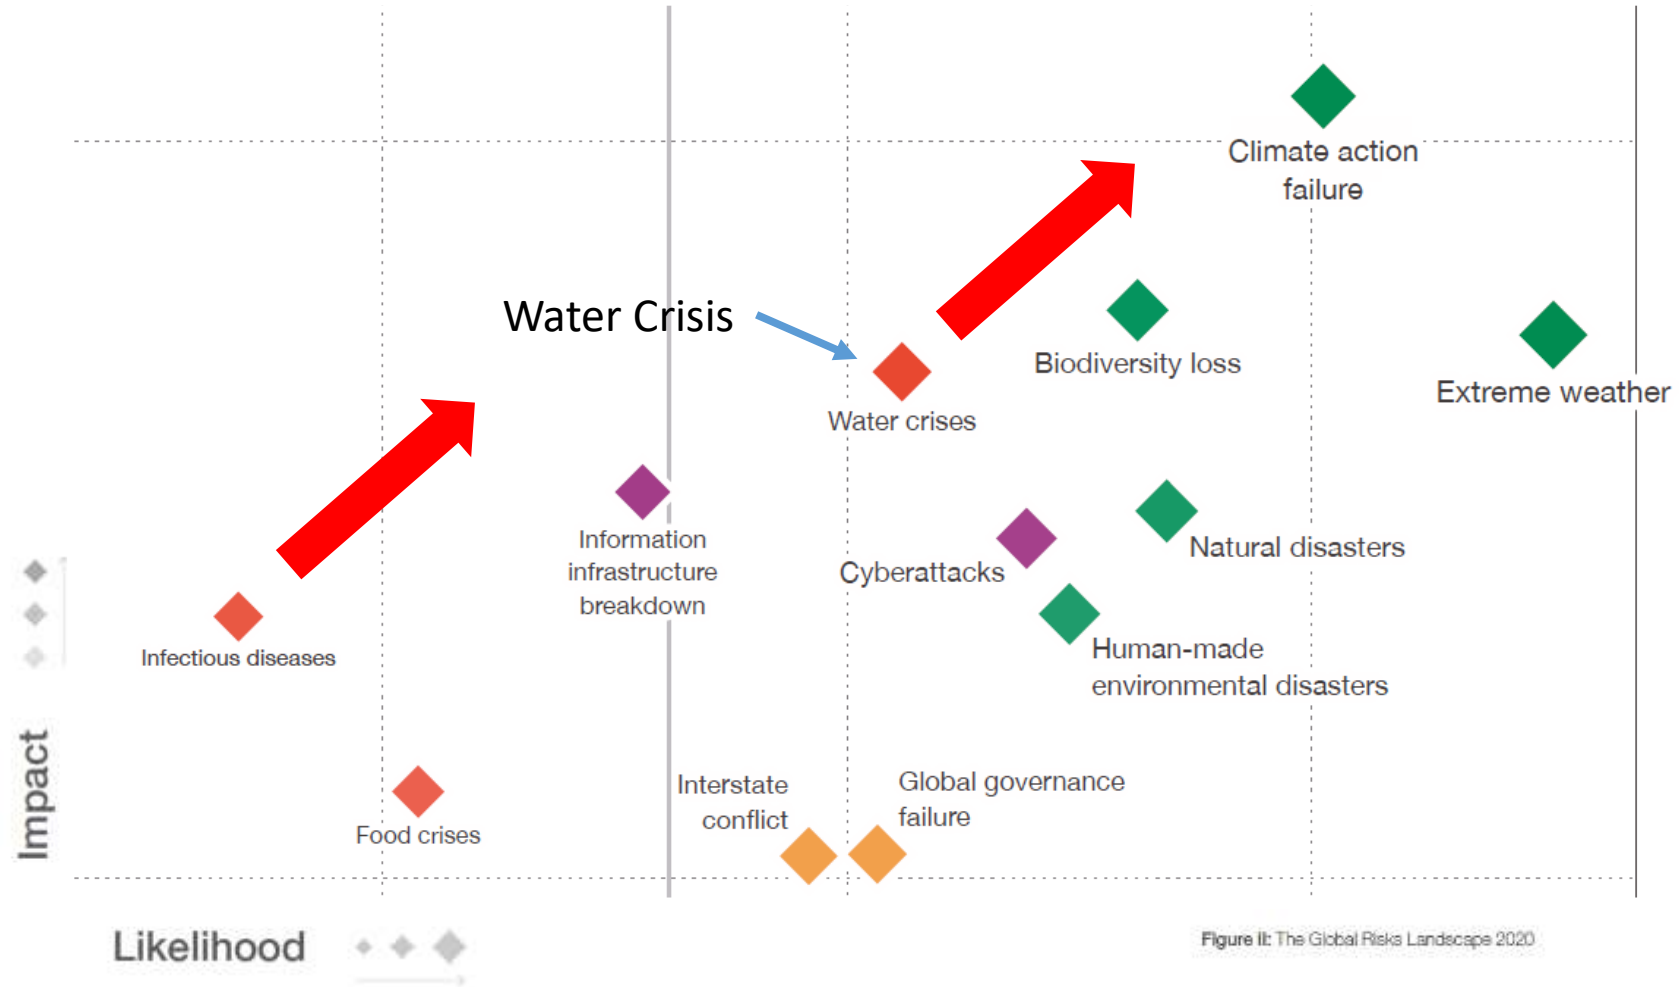 Climate action
failure
Water Crisis
Biodiversity loss
Extreme weather
Water crises
Information
infrastructure
breakdown
Cyberattacks
Natural disasters
Infectious diseases
Human-made
environmental disasters
Impact
Interstate
conflict
Global governance
failure
Food crises
Likelihood
Figure II: The Global Risks Landscape 2020